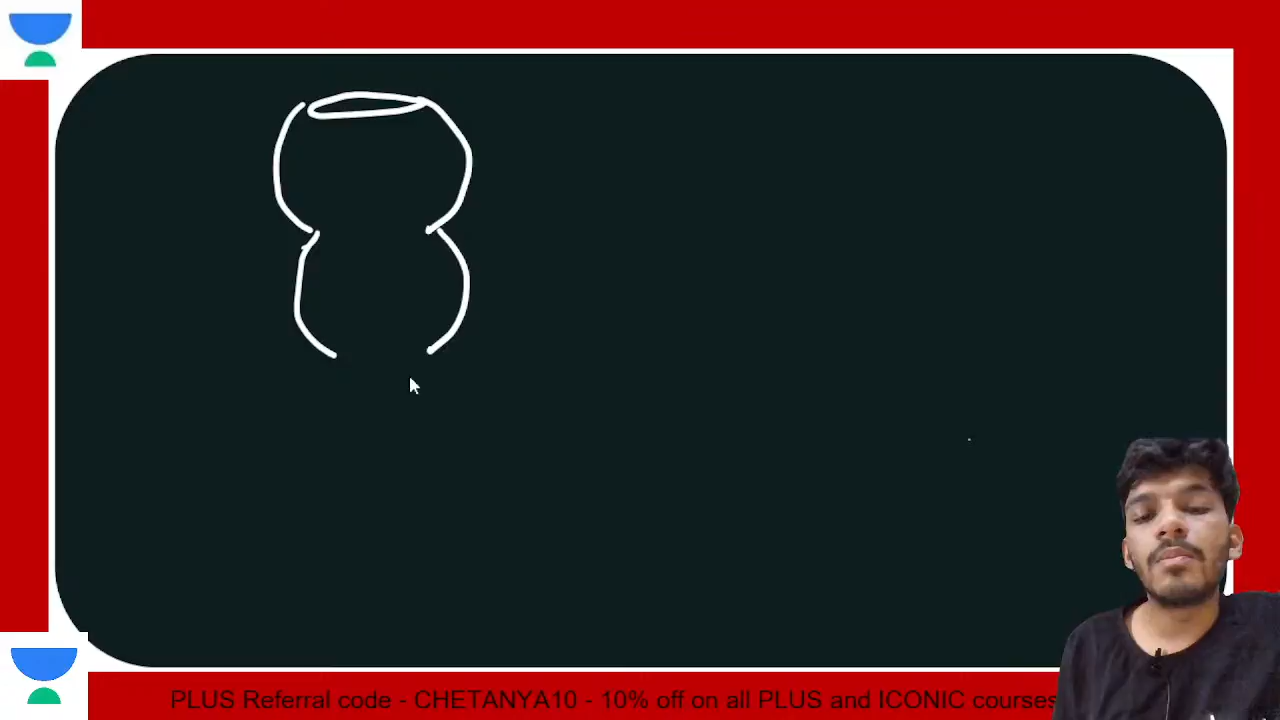 PLUS Referral code - CHETANYA10 - 10% off on all PLUS and ICONIC courses